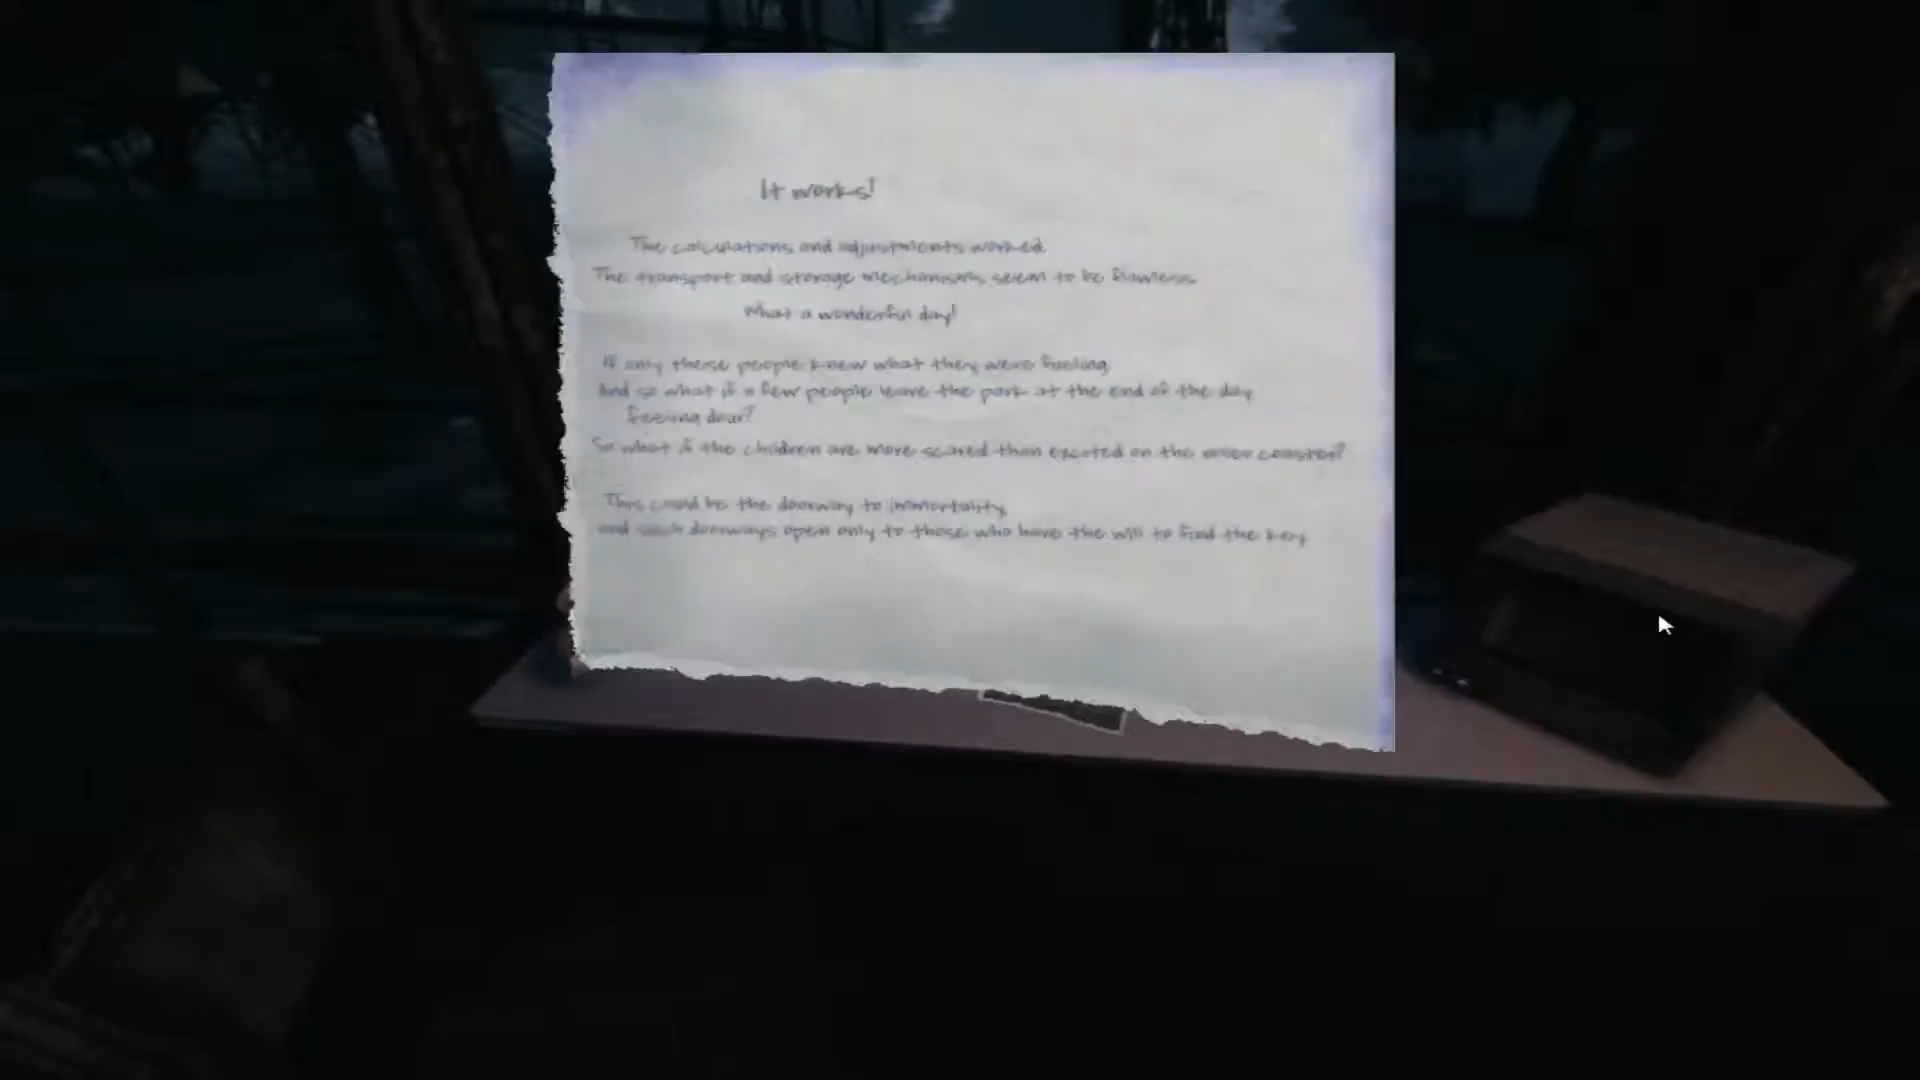 It works!
The calculations and adjustments worked.
The transport and storage mechanisms seem to be flawless.
What a wonderful day!
If only these people knew what they were fueling.
And so what if a few people leave the park at the end of the day
feeling dour?
So what if the children are more scared than excited on the roller coaster?
This could be the doorway to immortality,
and such doorways open only to those who have the will to find the key.